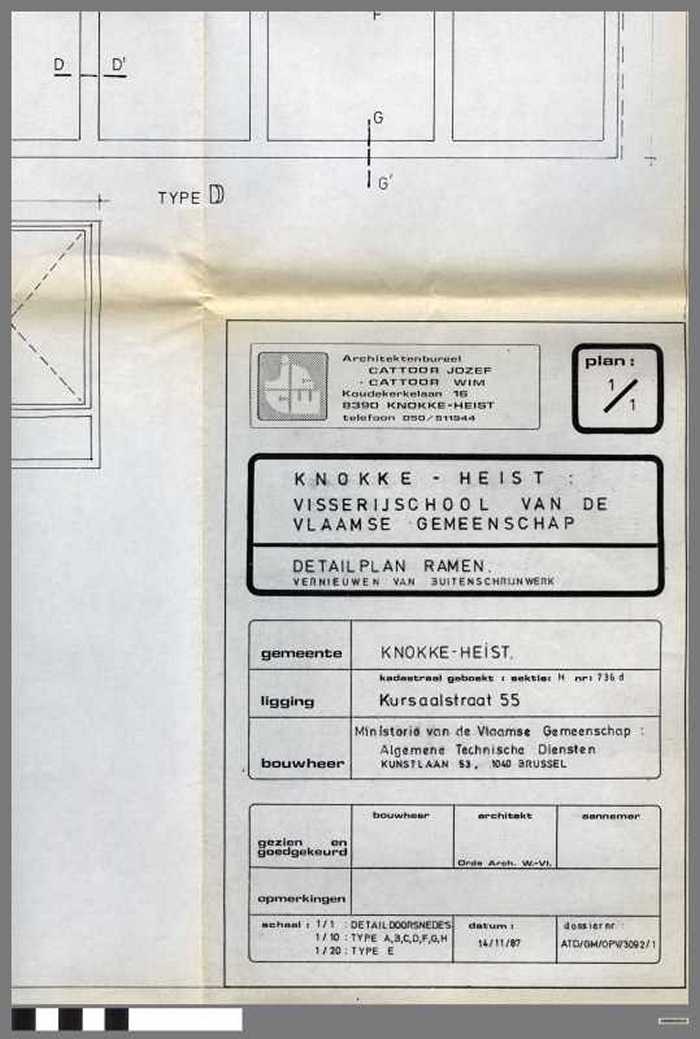 F
D D'
G
G'
TYPE D
Architektenbureel
CATTOOR JOZEF
- CATTOOR WIM
Koudekerkelaan 16
8390 KNOKKE-HEIST
telefoon 050/511944
plan:
1/1
KNOKKE - HEIST :
VISSERIJSCHOOL VAN DE
VLAAMSE GEMEENSCHAP
DETAILPLAN RAMEN.
VERNIEUWEN VAN BUITENSCHRIJNWERK
gemeente KNOKKE-HEIST.
kadastraal geboekt : sektie: H nr: 736 d
ligging Kursaalstraat 55
Ministerie van de Vlaamse Gemeenschap :
Algemene Technische Diensten
bouwheer KUNSTLAAN 53, 1040 BRUSSEL
bouwheer architekt aannemer
gezien en
goedgekeurd
Orde Arch. W.-Vl.
opmerkingen
schaal : 1/1 : DETAILDOORSNEDES datum : dossier nr:
1/10 : TYPE A,B,C,D,F,G,H 14/11/87 ATD/GM/OPW3092/1
1/20 : TYPE E